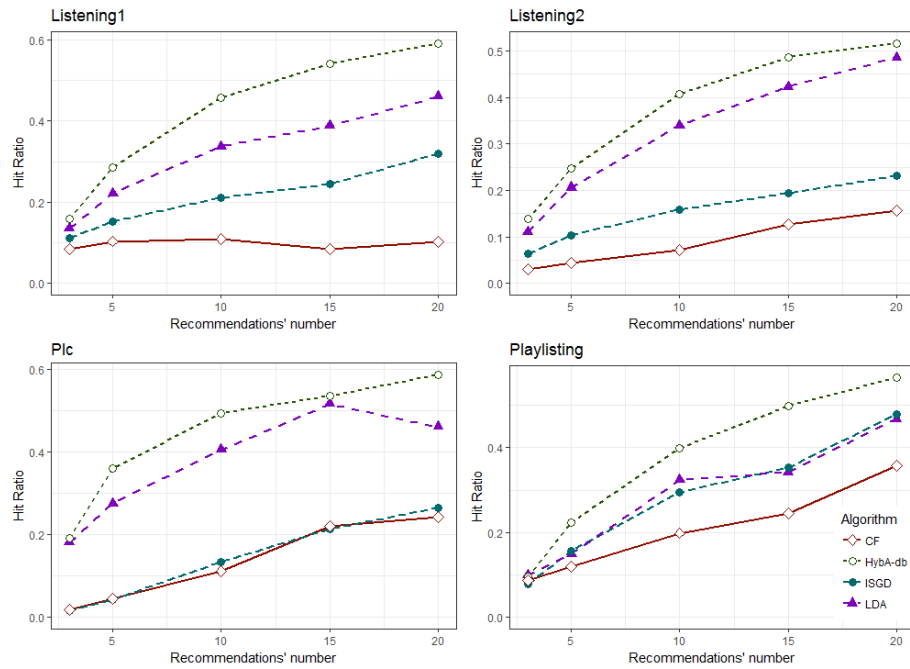 Listening1
Hit Ratio
0.6
0.4
0.2
0.0
5 10 15 20
Recommendations' number
Listening2
Hit Ratio
0.5
0.4
0.3
0.2
0.1
0.0
5 10 15 20
Recommendations' number
Plc
Hit Ratio
0.6
0.4
0.2
0.0
5 10 15 20
Recommendations' number
Playlisting
Hit Ratio
0.4
0.2
0.0
5 10 15 20
Recommendations' number
Algorithm
CF
HybA-db
ISGD
LDA